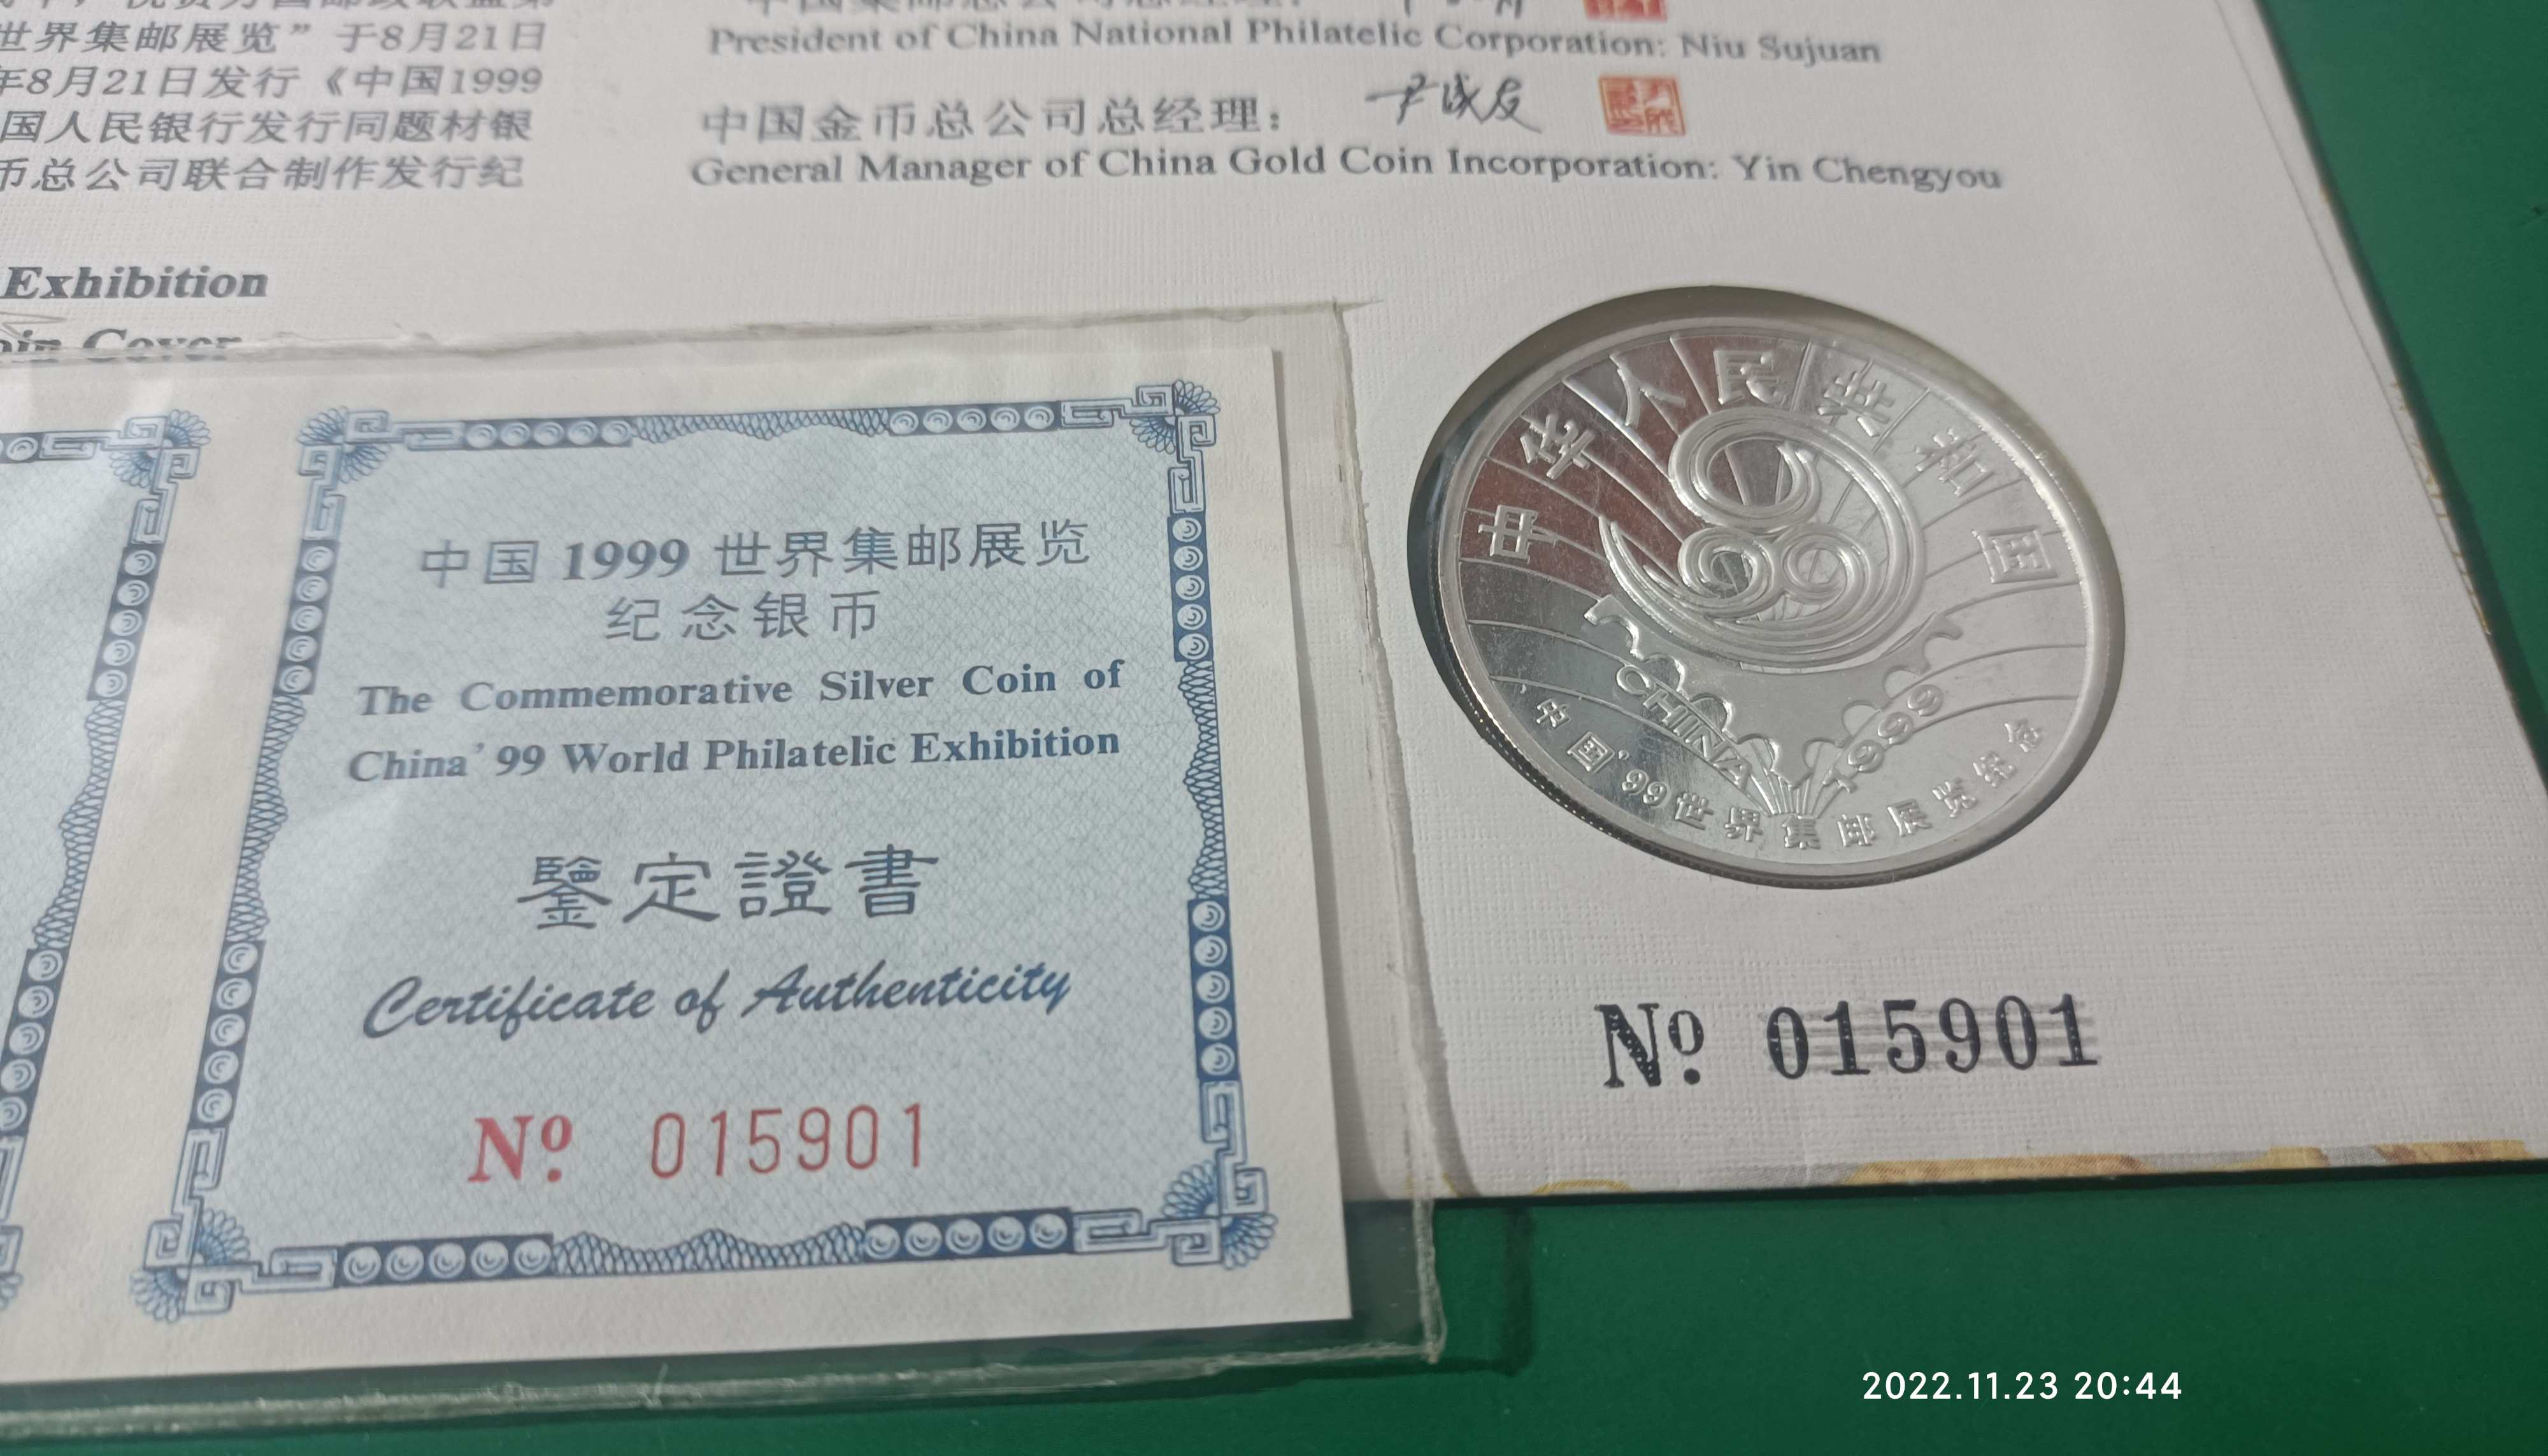 世界集邮展览”于8月21日
年8月21日发行《中国1999
国人民银行发行同题材银
币总公司联合制作发行纪
Exhibition
Coin Cover
President of China National Philatelic Corporation: Niu Sujuan
中国金币总公司总经理： 尹成友
General Manager of China Gold Coin Incorporation: Yin Chengyou
中国 1999 世界集邮展览
纪念银币
The Commemorative Silver Coin of
China' 99 World Philatelic Exhibition
鑒定證書
Certificate of Authenticity
Nº 015901
中华人民共和国
CHINA 1999
中国'99世界集邮展览纪念
Nº 015901
2022.11.23 20:44